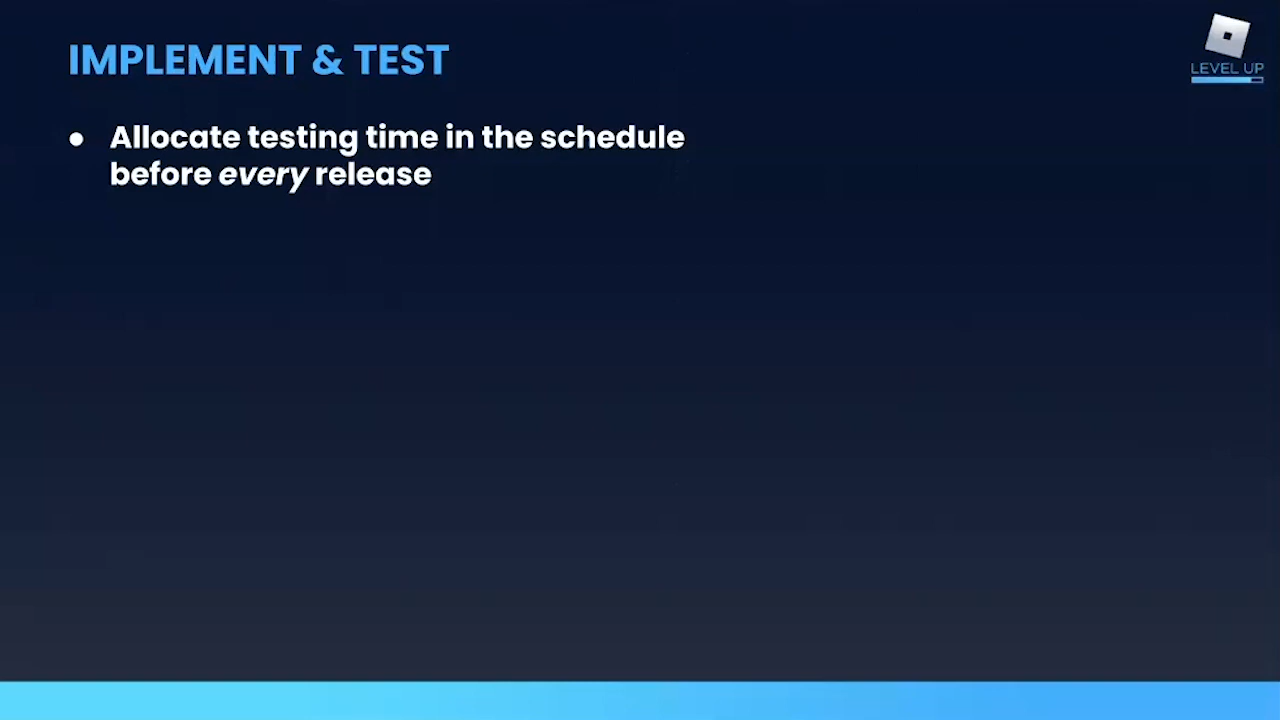 IMPLEMENT & TEST
LEVEL UP
● Allocate testing time in the schedule
before every release